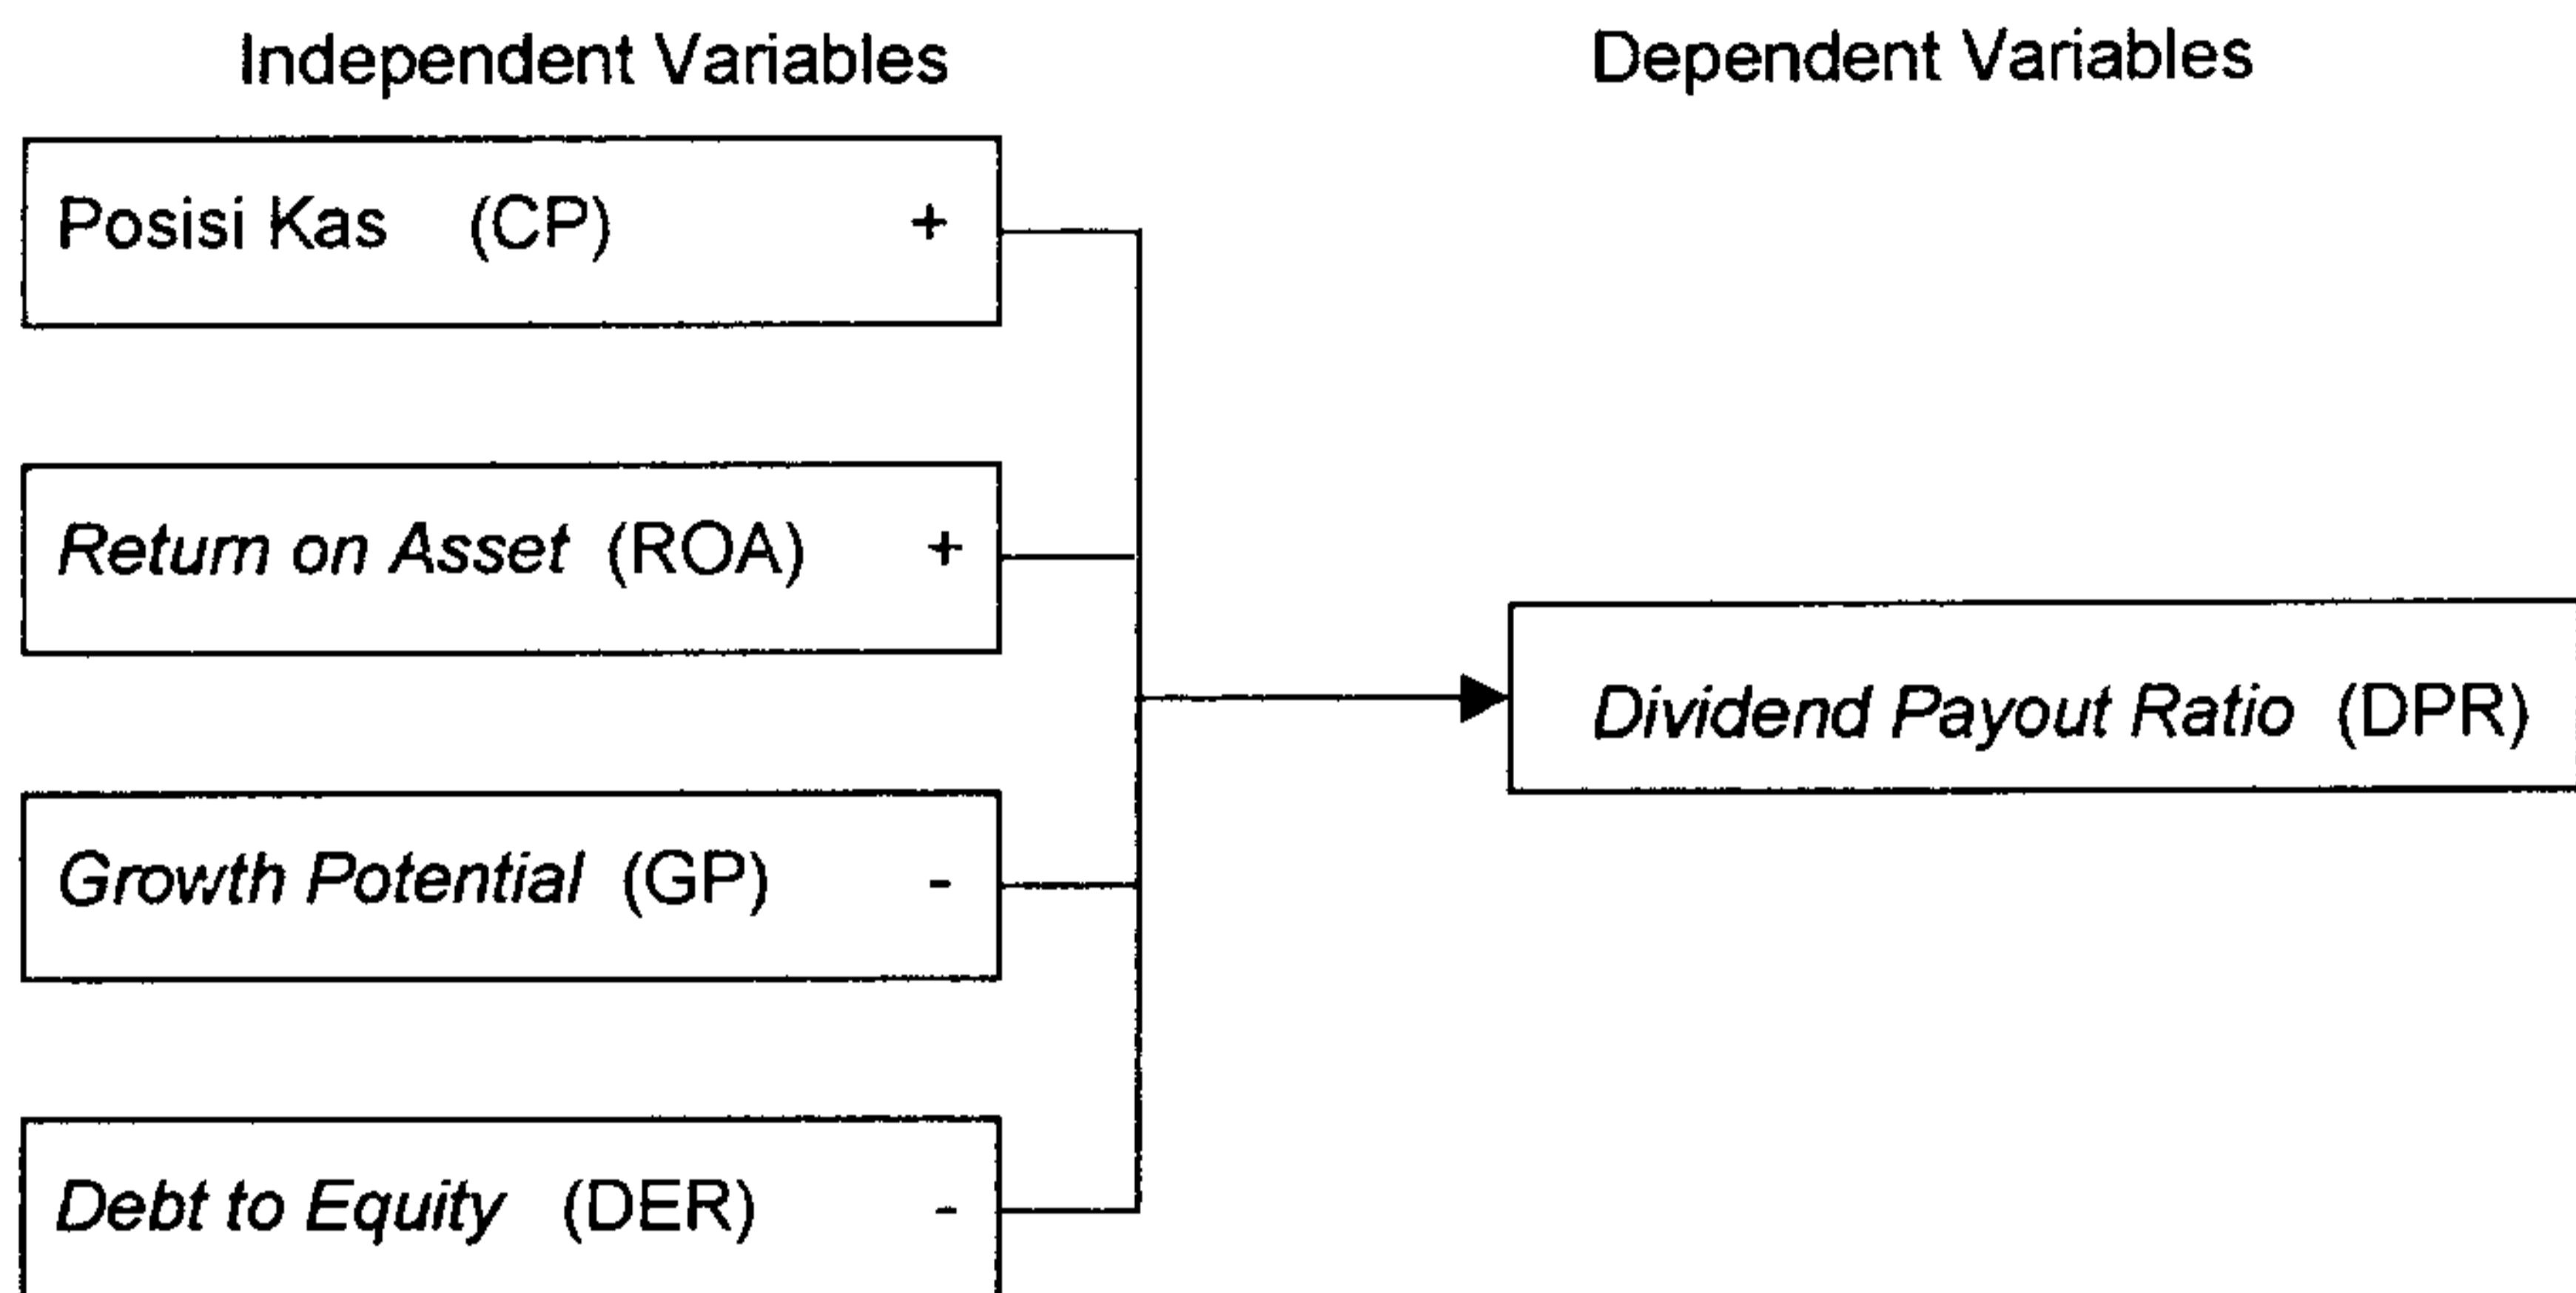 Independent Variables
Dependent Variables
Posisi Kas (CP) +
Return on Asset (ROA) +
Growth Potential (GP) -
Debt to Equity (DER) -
Dividend Payout Ratio (DPR)